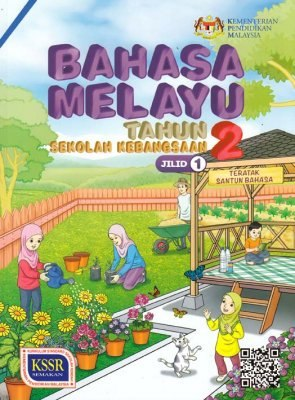 KEMENTERIAN
PENDIDIKAN
MALAYSIA
BAHASA
MELAYU
TAHUN 2
SEKOLAH KEBANGSAAN
JILID 1
TERATAK
SANTUN BAHASA
KSSR
SEMAKAN